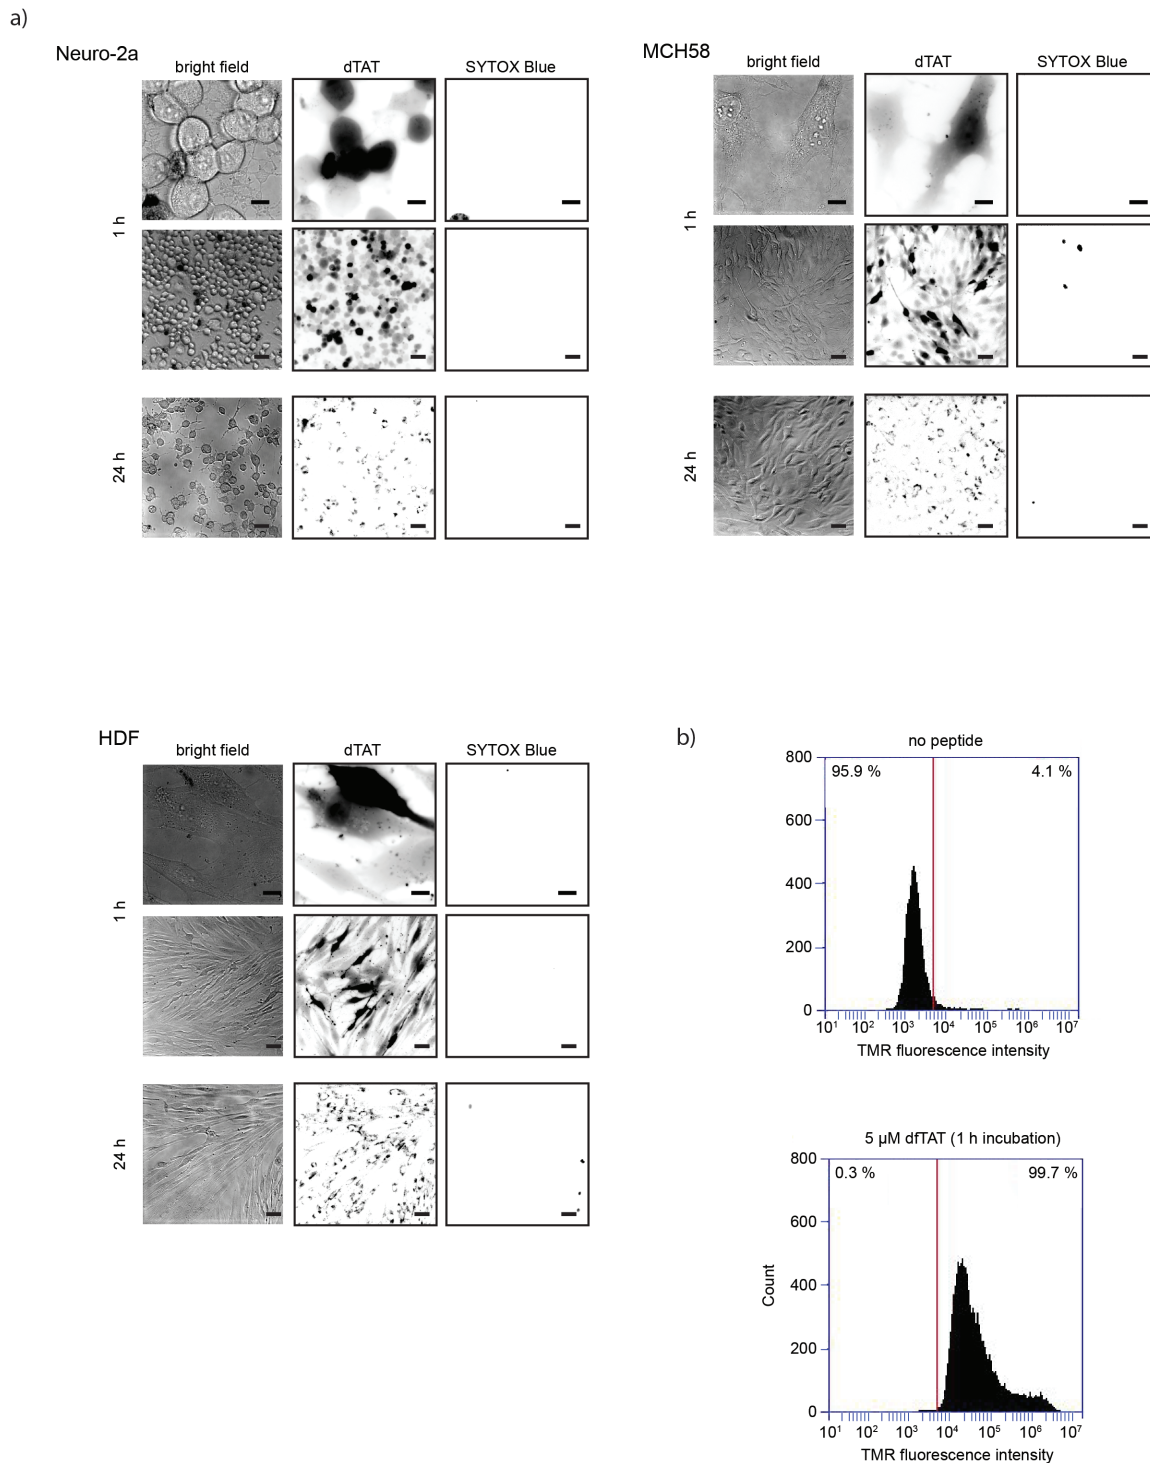 a)
Neuro-2a
bright field dTAT SYTOX Blue
1 h
24 h
MCH58
bright field dTAT SYTOX Blue
1 h
24 h
HDF
bright field dTAT SYTOX Blue
1 h
24 h
b)
no peptide
800
600
400
200
0
95.9 % 4.1 %
10¹ 10² 10³ 10⁴ 10⁵ 10⁶ 10⁷
TMR fluorescence intensity
5 µM dfTAT (1 h incubation)
Count
800
600
400
200
0
0.3 % 99.7 %
10¹ 10² 10³ 10⁴ 10⁵ 10⁶ 10⁷
TMR fluorescence intensity